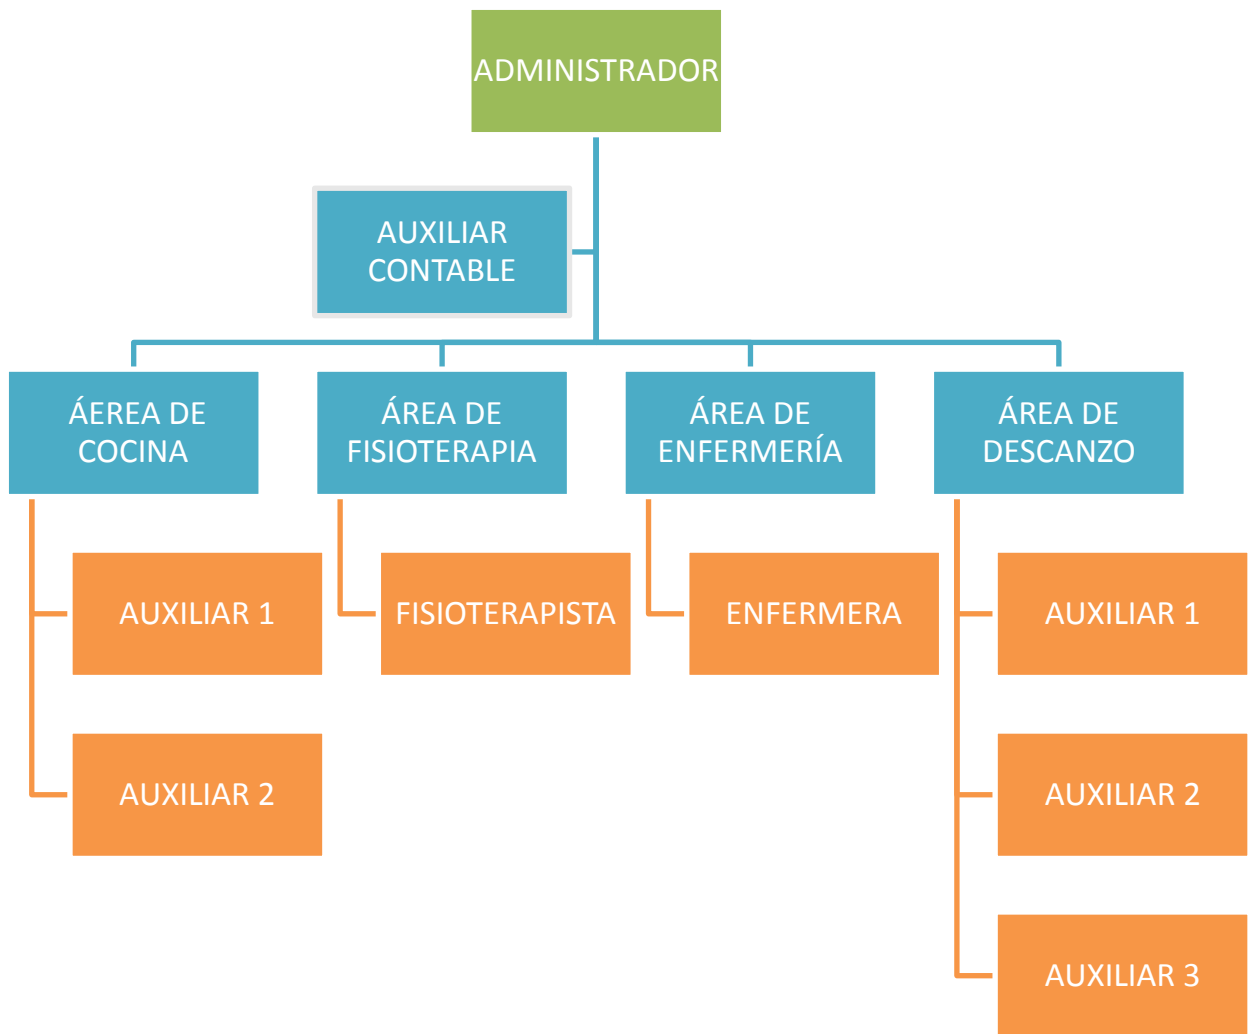 ADMINISTRADOR
AUXILIAR
CONTABLE
ÁEREA DE
COCINA
ÁREA DE
FISIOTERAPIA
ÁREA DE
ENFERMERÍA
ÁREA DE
DESCANZO
AUXILIAR 1
FISIOTERAPISTA
ENFERMERA
AUXILIAR 1
AUXILIAR 2
AUXILIAR 2
AUXILIAR 3